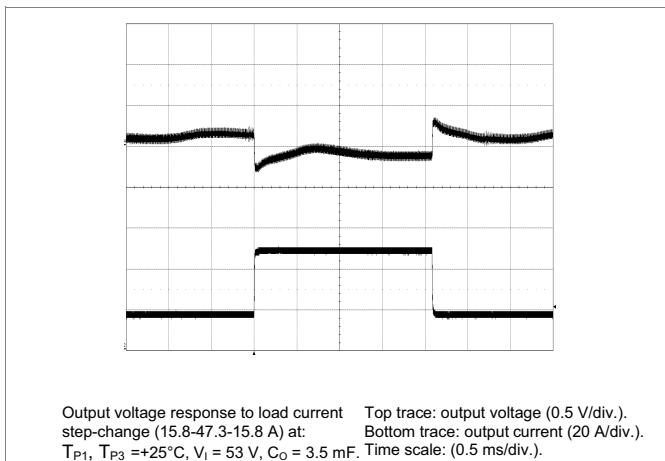 Output voltage response to load current
step-change (15.8-47.3-15.8 A) at:
TP1, TP3 =+25°C, VI = 53 V, CO = 3.5 mF.
Top trace: output voltage (0.5 V/div.).
Bottom trace: output current (20 A/div.).
Time scale: (0.5 ms/div.).